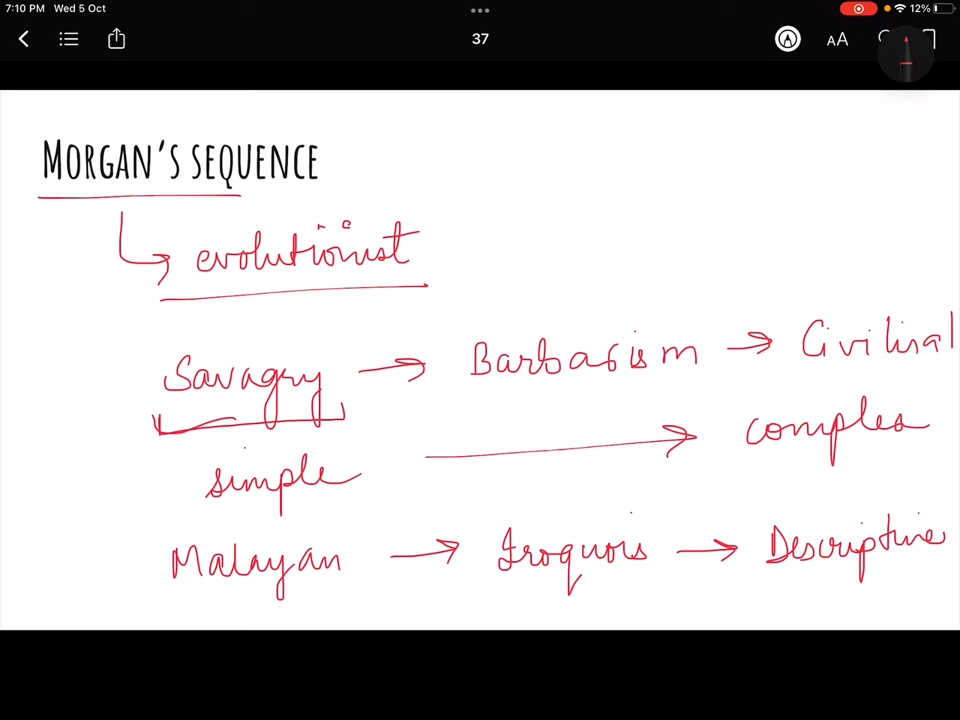 7:10 PM Wed 5 Oct 12%
37
AA
MORGAN'S SEQUENCE
evolutionist
Savagry → Barbarism → Civilisal
simple → complex
Malayan → Iroquois → Descriptive